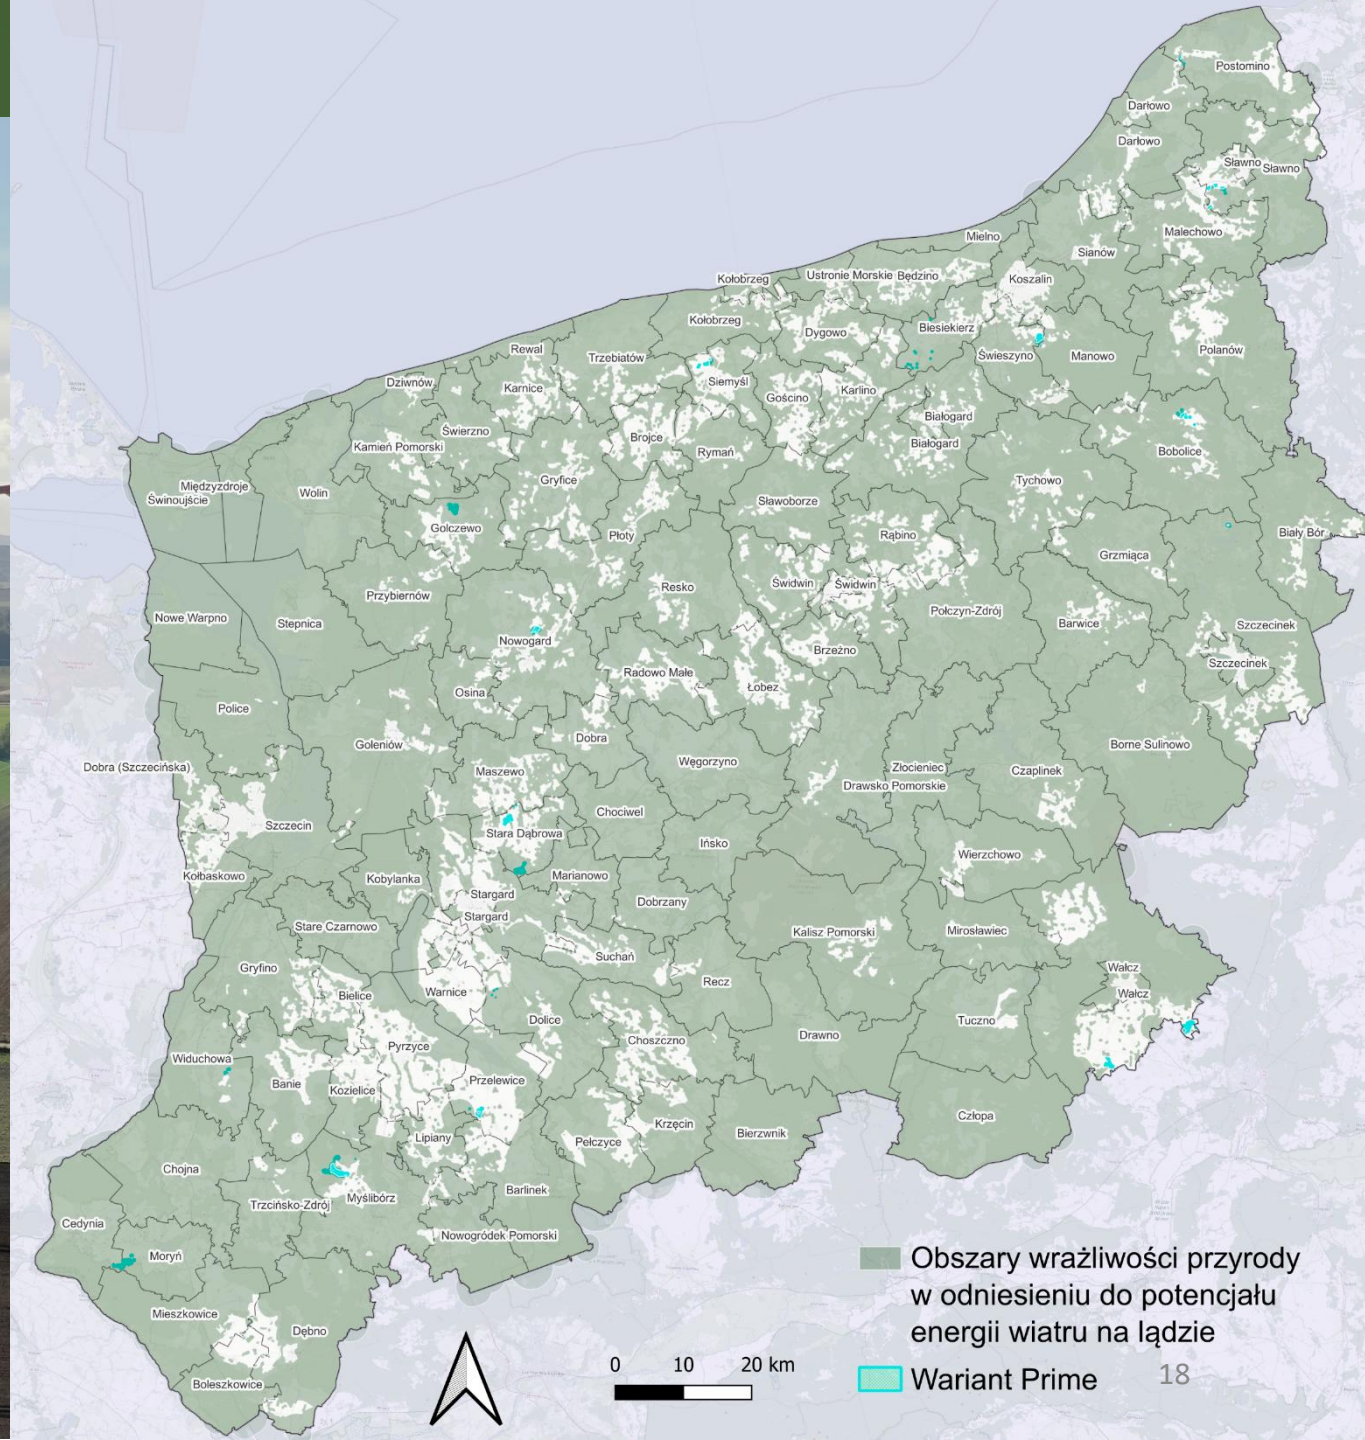 Postomino
Darłowo
Darłowo
Sławno
Sławno
Malechowo
Mielno
Sianów
Kołobrzeg
Ustronie Morskie
Będzino
Koszalin
Kołobrzeg
Dygowo
Biesiekierz
Świeszyno
Manowo
Polanów
Rewal
Trzebiatów
Dziwnów
Karnice
Siemyśl
Gościno
Karlino
Białogard
Białogard
Świerzno
Kamień Pomorski
Brojce
Rymań
Bobolice
Międzyzdroje
Świnoujście
Wolin
Gryfice
Tychowo
Sławoborze
Golczewo
Płoty
Rąbino
Biały Bór
Grzmiąca
Przybiernów
Resko
Świdwin
Świdwin
Nowe Warpno
Stepnica
Połczyn-Zdrój
Barwice
Szczecinek
Nowogard
Brzeżno
Szczecinek
Osina
Radowo Małe
Łobez
Police
Goleniów
Dobra
Borne Sulinowo
Dobra (Szczecińska)
Maszewo
Węgorzyno
Złocieniec
Czaplinek
Drawsko Pomorskie
Szczecin
Stara Dąbrowa
Chociwel
Ińsko
Wierzchowo
Kołbaskowo
Kobylanka
Marianowo
Stargard
Dobrzany
Stargard
Stare Czarnowo
Kalisz Pomorski
Mirosławiec
Suchań
Gryfino
Wałcz
Bielice
Warnice
Recz
Wałcz
Dolice
Tuczno
Drawno
Choszczno
Pyrzyce
Widuchowa
Banie
Kozielice
Przelewice
Człopa
Krzęcin
Bierzwnik
Lipiany
Pełczyce
Chojna
Trzcińsko-Zdrój
Myślibórz
Barlinek
Cedynia
Moryń
Nowogródek Pomorski
Mieszkowice
Dębno
Boleszkowice
Obszary wrażliwości przyrody
w odniesieniu do potencjału
energii wiatru na lądzie
Wariant Prime
18
0 10 20 km